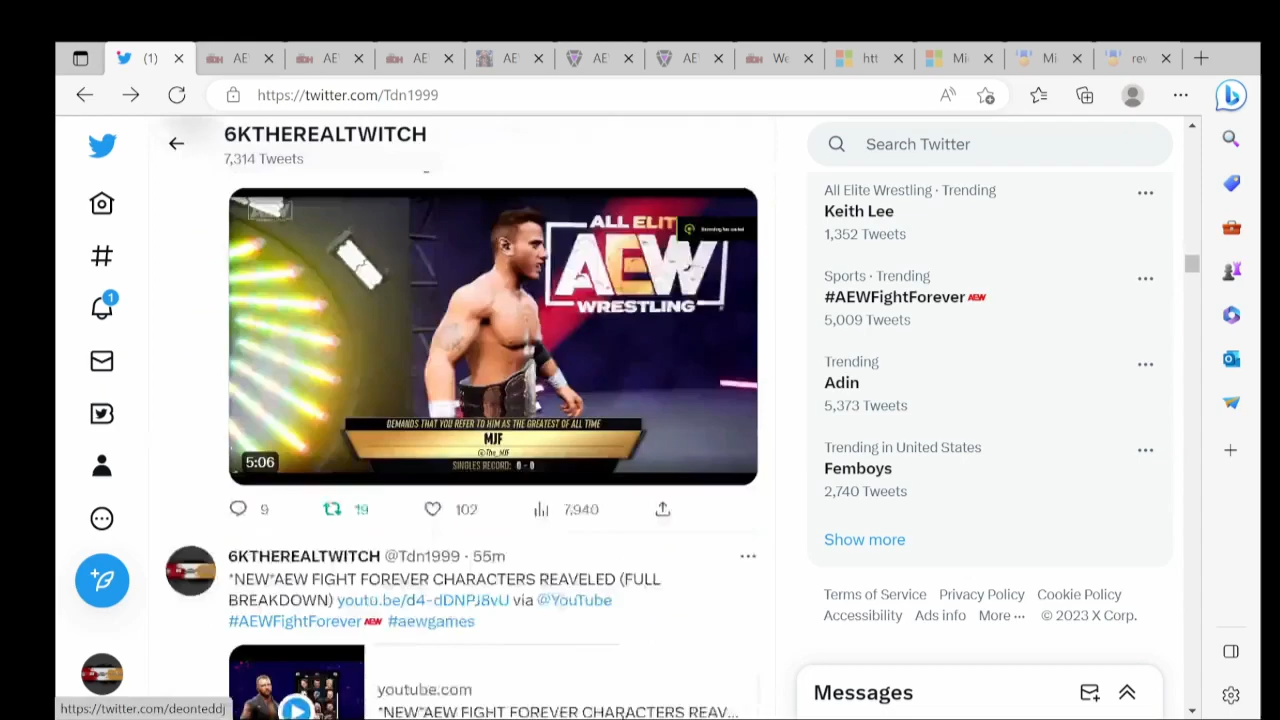 (1)
AE
AE
AE
AE
AE
AE
We
htt
Mi
Mi
rev
https://twitter.com/Tdn1999
6KTHEREALTWITCH
7,314 Tweets
Search Twitter
All Elite Wrestling · Trending
Keith Lee
1,352 Tweets
Sports · Trending
#AEWFightForever AEW
5,009 Tweets
Trending
Adin
5,373 Tweets
Trending in United States
Femboys
2,740 Tweets
Show more
Terms of Service Privacy Policy Cookie Policy
Accessibility Ads info More ··· © 2023 X Corp.
Messages
1
ALL ELIT
AEW
WRESTLING
DEMANDS THAT YOU REFER TO HIM AS THE GREATEST OF ALL TIME
MJF
@The_MJF
SINGLES RECORD: 0 - 0
5:06
9 19 102 7,940
6KTHEREALTWITCH @Tdn1999 · 55m
*NEW*AEW FIGHT FOREVER CHARACTERS REAVELED (FULL
BREAKDOWN) youtu.be/d4-dDNPJ8vU via @YouTube
#AEWFightForever AEW #aewgames
youtube.com
*NEW*AEW FIGHT FOREVER CHARACTERS REAV...
https://twitter.com/deonteddj